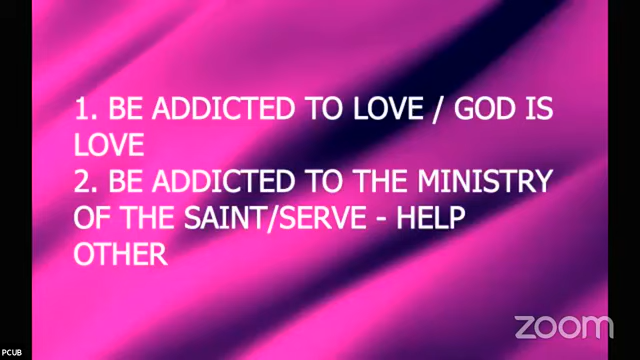 1. BE ADDICTED TO LOVE / GOD IS
LOVE
2. BE ADDICTED TO THE MINISTRY
OF THE SAINT/SERVE - HELP
OTHER
zoom
PCUB